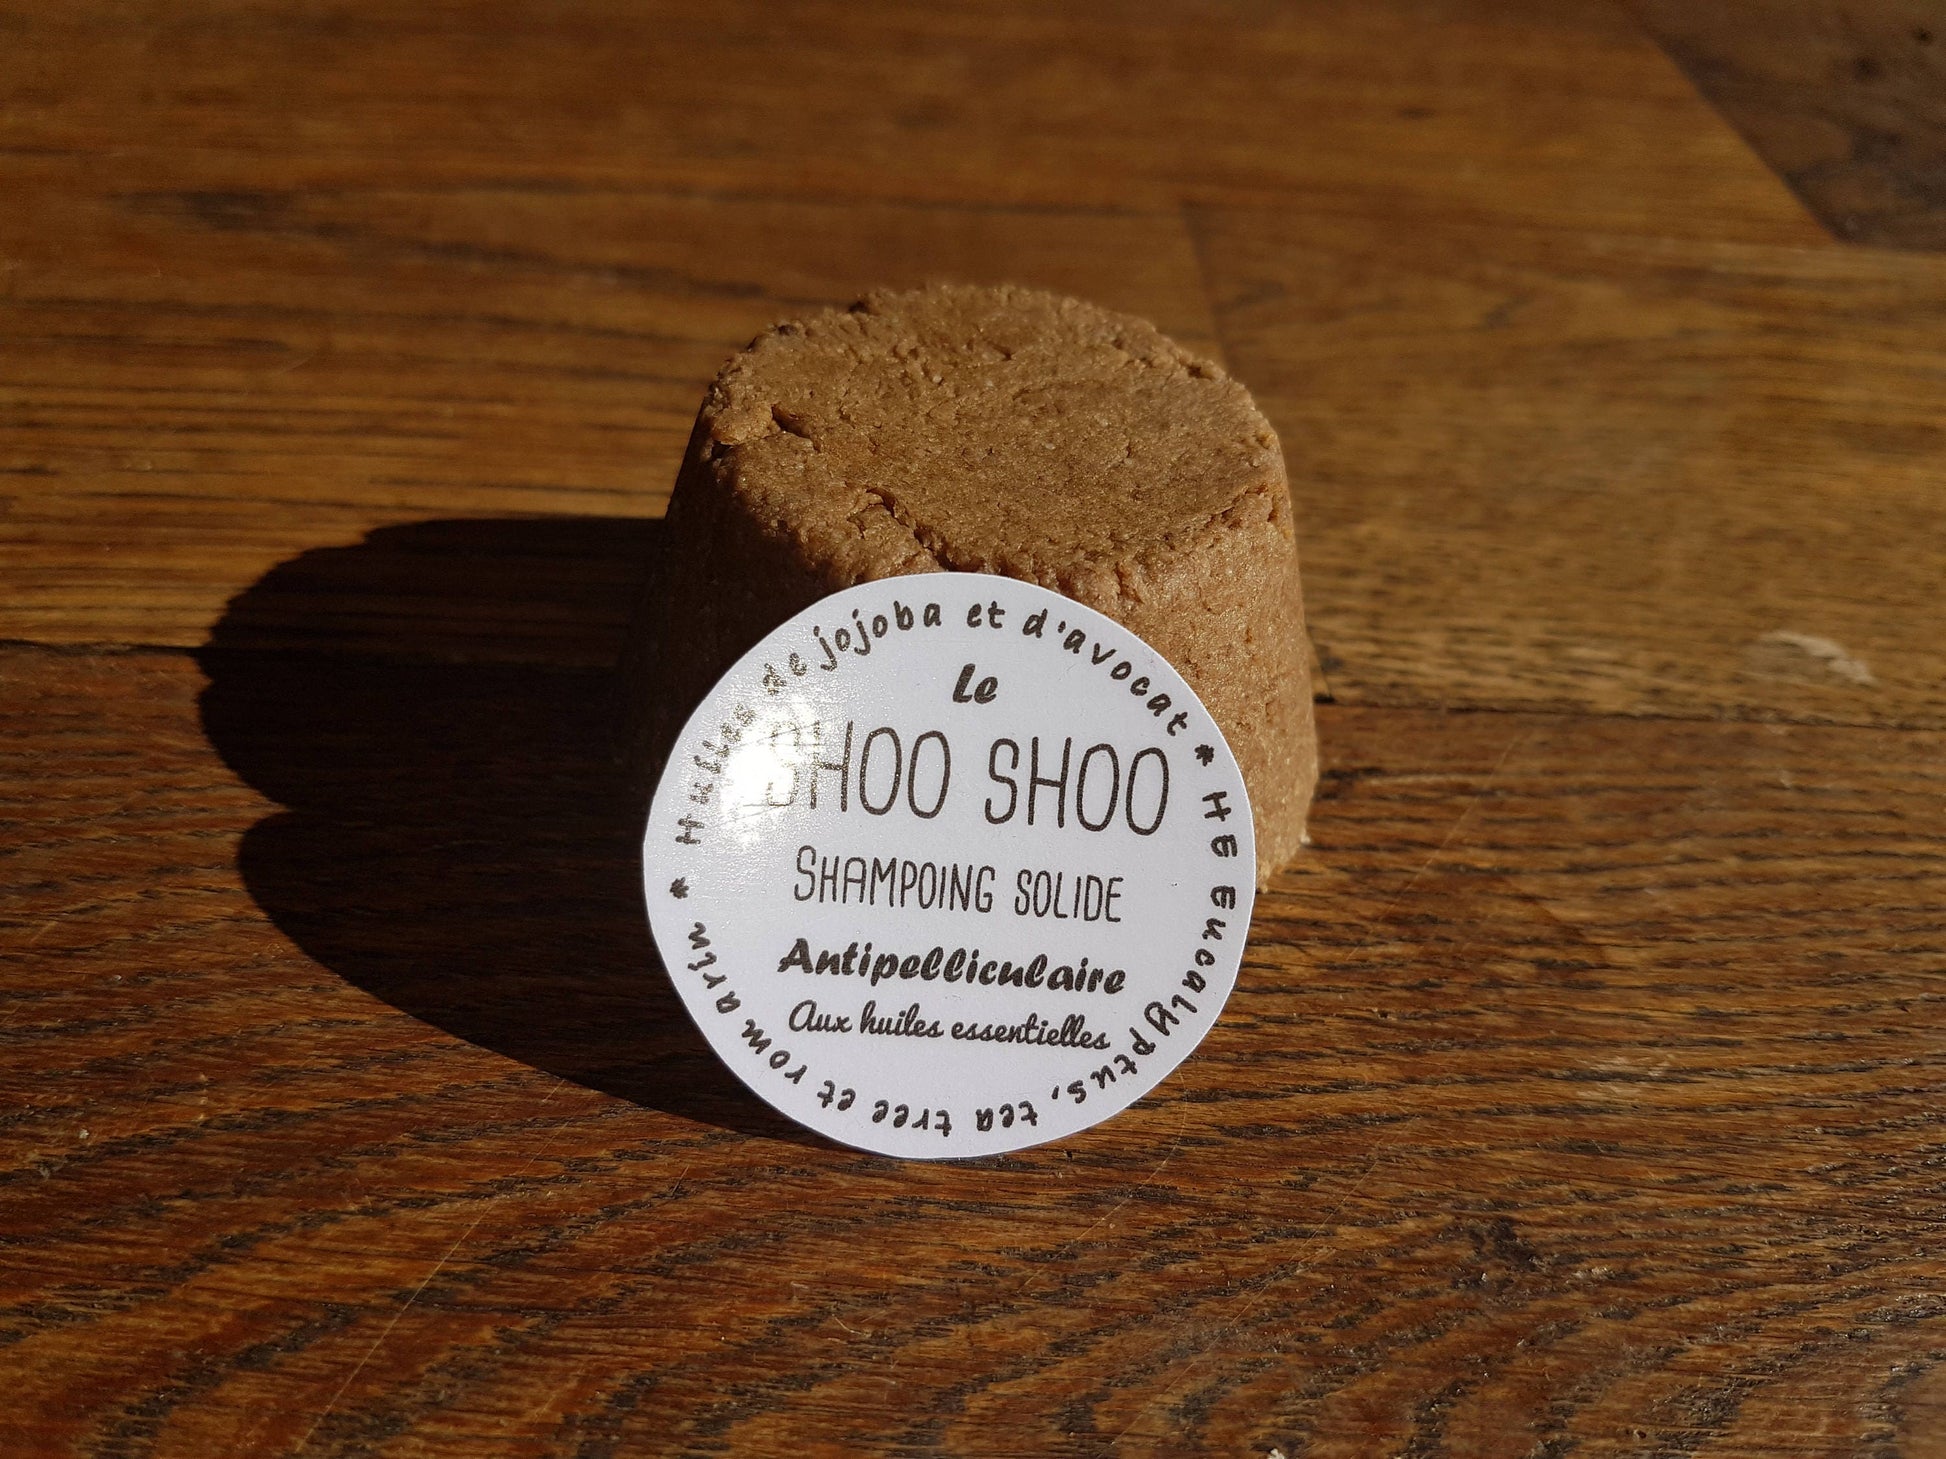 Huiles de jojoba et d'avocat * HE Eucalyptus, tea tree et romarin *
Le
SHOO SHOO
SHAMPOING SOLIDE
Antipelliculaire
Aux huiles essentielles